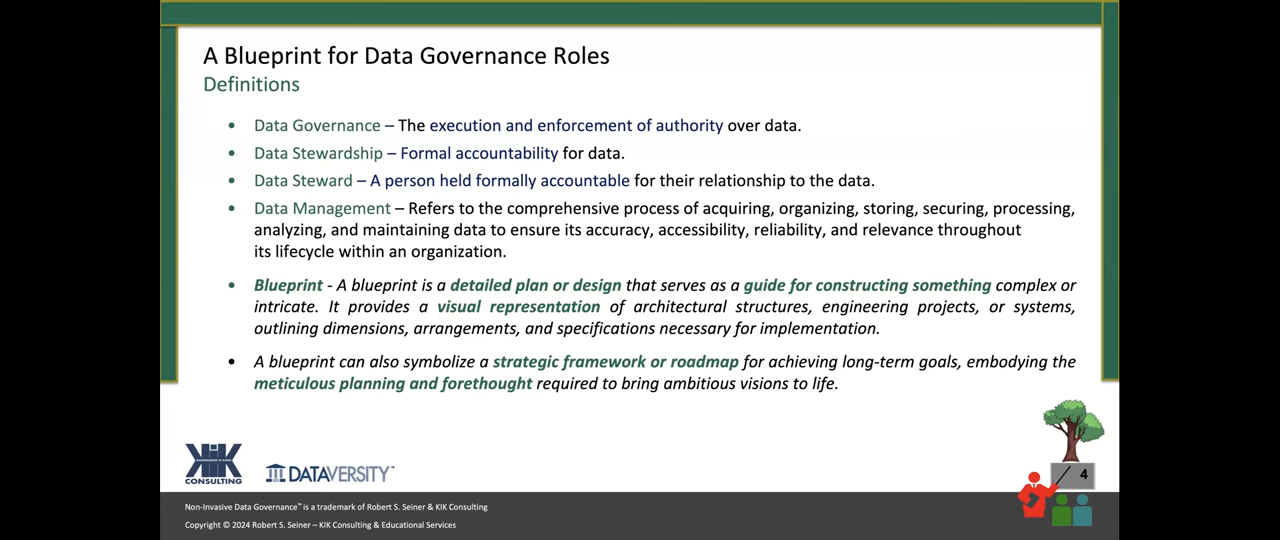 A Blueprint for Data Governance Roles
Definitions
• Data Governance – The execution and enforcement of authority over data.
• Data Stewardship – Formal accountability for data.
• Data Steward – A person held formally accountable for their relationship to the data.
• Data Management – Refers to the comprehensive process of acquiring, organizing, storing, securing, processing,
analyzing, and maintaining data to ensure its accuracy, accessibility, reliability, and relevance throughout
its lifecycle within an organization.
• Blueprint - A blueprint is a detailed plan or design that serves as a guide for constructing something complex or
intricate. It provides a visual representation of architectural structures, engineering projects, or systems,
outlining dimensions, arrangements, and specifications necessary for implementation.
• A blueprint can also symbolize a strategic framework or roadmap for achieving long-term goals, embodying the
meticulous planning and forethought required to bring ambitious visions to life.
KIK
CONSULTING
DATAVERSITY™
4
Non-Invasive Data Governance™ is a trademark of Robert S. Seiner & KIK Consulting
Copyright © 2024 Robert S. Seiner – KIK Consulting & Educational Services